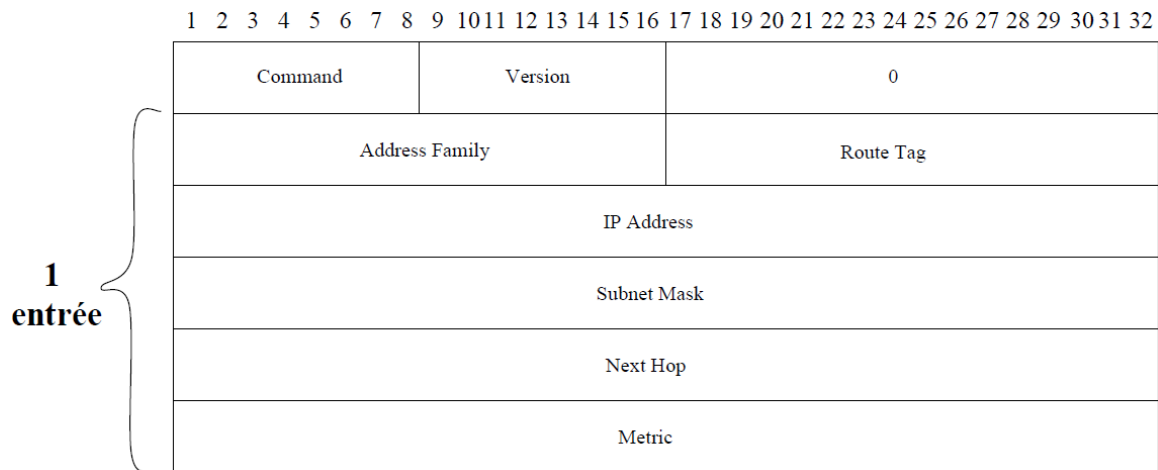 1 2 3 4 5 6 7 8 9 10 11 12 13 14 15 16 17 18 19 20 21 22 23 24 25 26 27 28 29 30 31 32
Command Version 0
Address Family Route Tag
IP Address
1
entrée
Subnet Mask
Next Hop
Metric